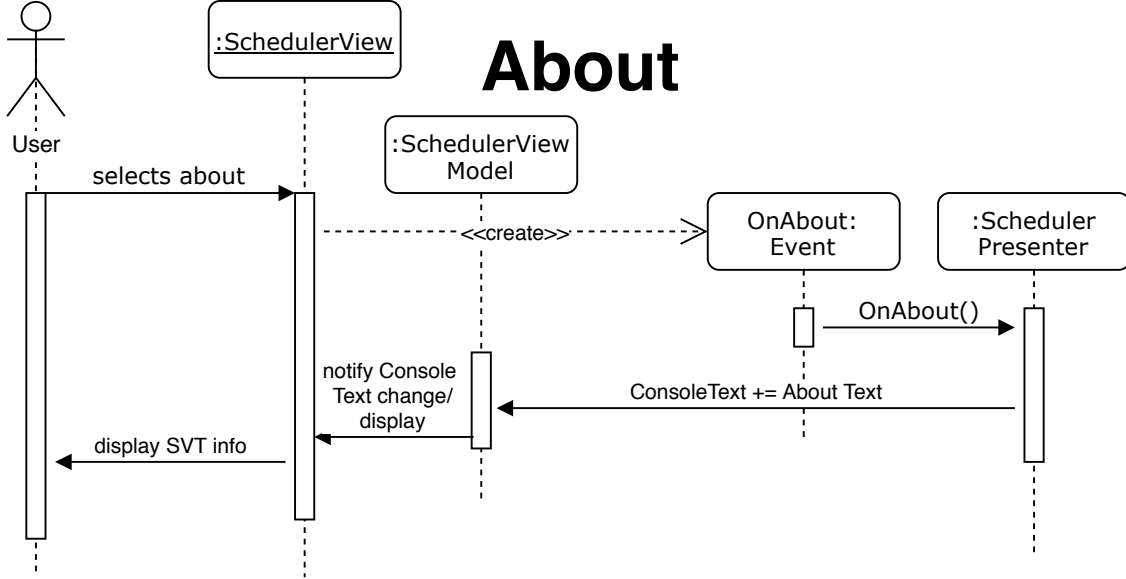 :SchedulerView
About
User
:SchedulerView
Model
selects about
<<create>>
OnAbout:
Event
:Scheduler
Presenter
OnAbout()
notify Console
Text change/
display
ConsoleText += About Text
display SVT info